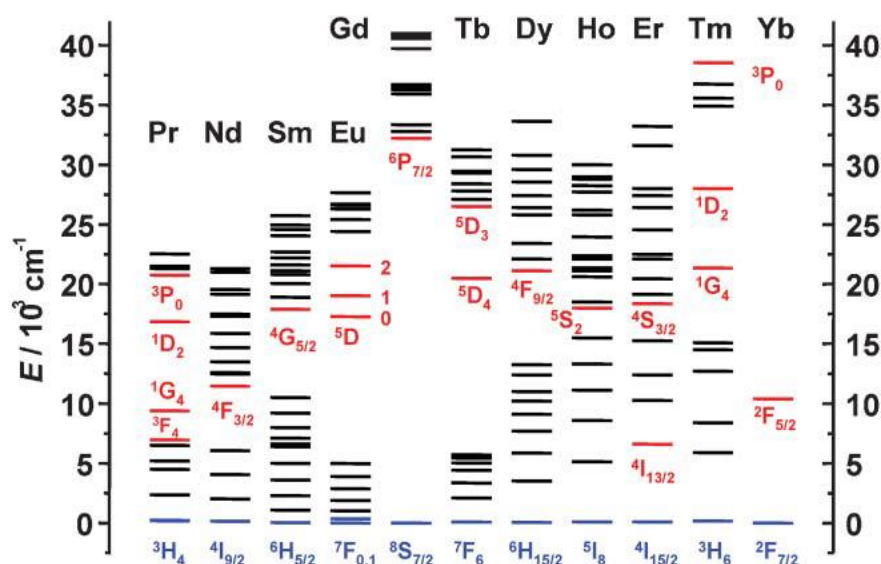 Gd Tb Dy Ho Er Tm Yb
Pr Nd Sm Eu
40 40
35 35
30 30
25 25
20 20
15 15
10 10
5 5
0 0
E / 10³ cm⁻¹
³P₀
¹D₂
¹G₄
³F₄
⁴F₃/₂
⁴G₅/₂
2
1
0
⁵D
⁶P₇/₂
⁵D₃
⁵D₄
⁴F₉/₂
⁵S₂
⁴S₃/₂
⁴I₁₃/₂
³P₀
¹D₂
¹G₄
²F₅/₂
³H₄ ⁴I₉/₂ ⁶H₅/₂ ⁷F₀,₁ ⁸S₇/₂ ⁷F₆ ⁶H₁₅/₂ ⁵I₈ ⁴I₁₅/₂ ³H₆ ²F₇/₂